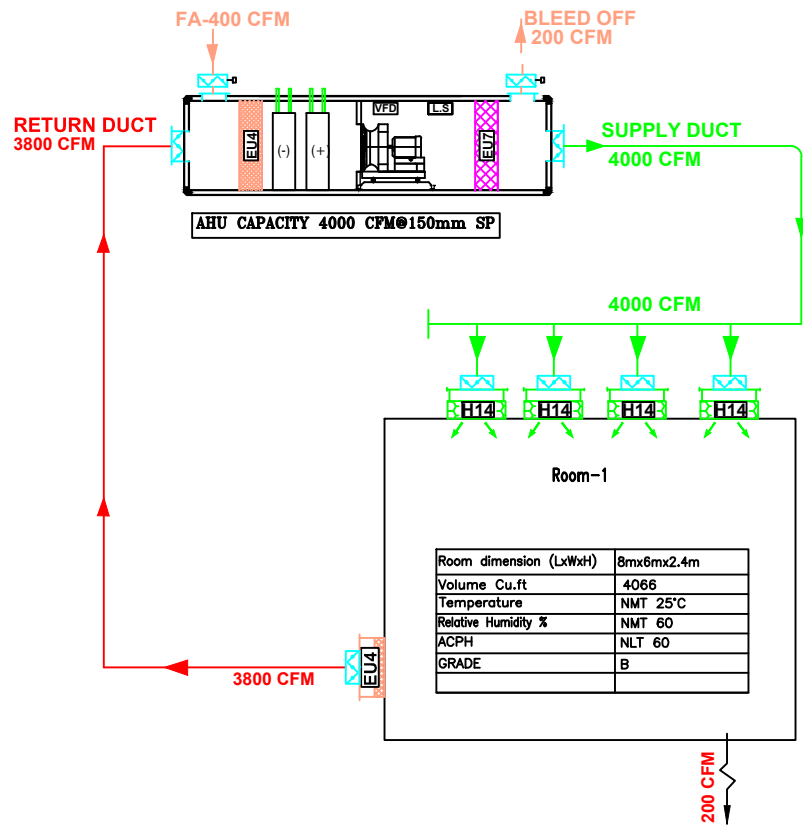 FA-400 CFM
BLEED OFF
200 CFM
RETURN DUCT
3800 CFM
EU4
(-)
(+)
VFD
L.S
EU7
SUPPLY DUCT
4000 CFM
AHU CAPACITY 4000 CFM@150mm SP
4000 CFM
H14
H14
H14
H14
Room-1
Room dimension (LxWxH) 8mx6mx2.4m
Volume Cu.ft 4066
Temperature NMT 25°C
Relative Humidity % NMT 60
ACPH NLT 60
GRADE B
EU4
3800 CFM
200 CFM